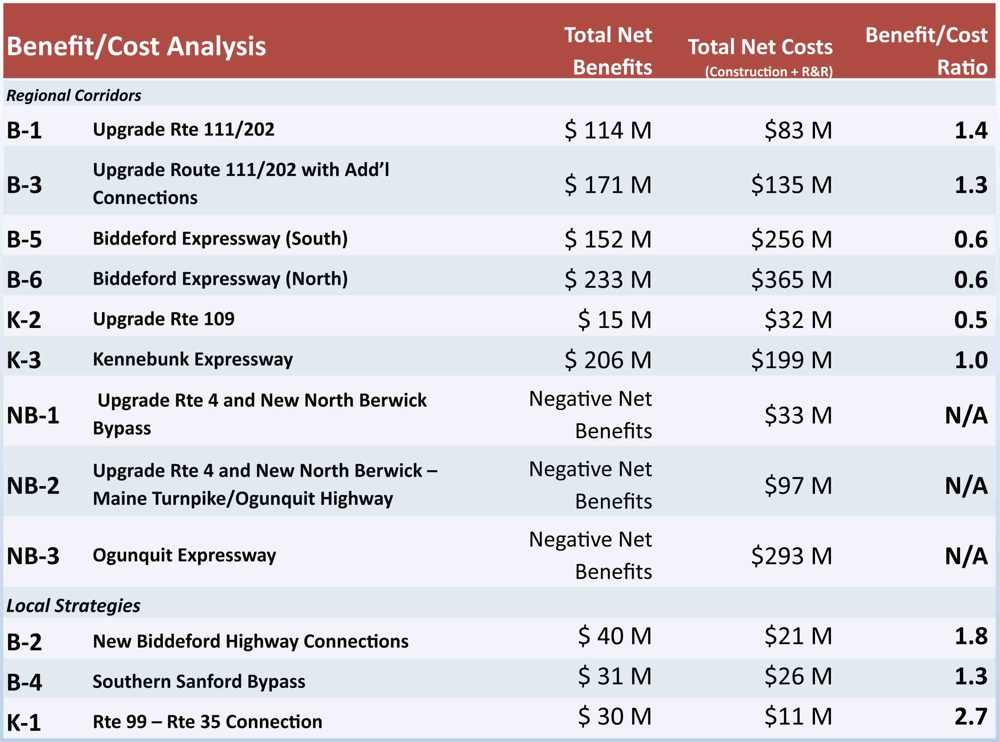 Benefit/Cost Analysis
Total Net
Benefits
Total Net Costs
(Construction + R&R)
Benefit/Cost
Ratio
Regional Corridors
B-1 Upgrade Rte 111/202 $ 114 M $83 M 1.4
B-3 Upgrade Route 111/202 with Add’l
Connections $ 171 M $135 M 1.3
B-5 Biddeford Expressway (South) $ 152 M $256 M 0.6
B-6 Biddeford Expressway (North) $ 233 M $365 M 0.6
K-2 Upgrade Rte 109 $ 15 M $32 M 0.5
K-3 Kennebunk Expressway $ 206 M $199 M 1.0
NB-1 Upgrade Rte 4 and New North Berwick
Bypass
Negative Net
Benefits
$33 M N/A
NB-2 Upgrade Rte 4 and New North Berwick –
Maine Turnpike/Ogunquit Highway
Negative Net
Benefits
$97 M N/A
NB-3 Ogunquit Expressway
Negative Net
Benefits
$293 M N/A
Local Strategies
B-2 New Biddeford Highway Connections $ 40 M $21 M 1.8
B-4 Southern Sanford Bypass $ 31 M $26 M 1.3
K-1 Rte 99 – Rte 35 Connection $ 30 M $11 M 2.7